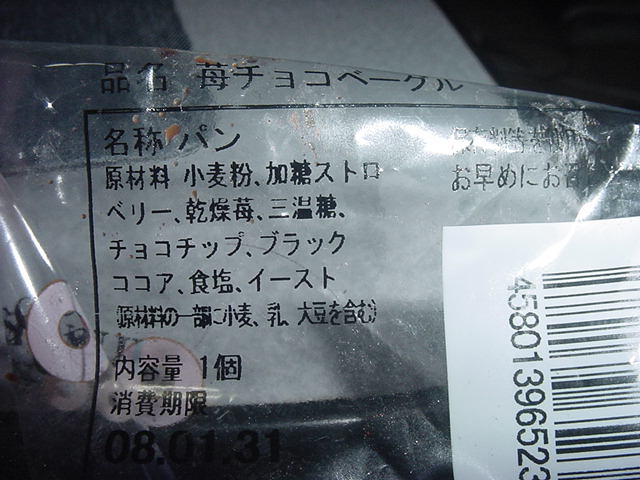 品名 苺チョコベーグル
名称 パン
原材料 小麦粉、加糖ストロ
ベリー、乾燥苺、三温糖、
チョコチップ、ブラック
ココア、食塩、イースト
(原材料の一部に小麦、乳、大豆を含む)
内容量 1個
消費期限
08.01.31
お早めにお召
45801396523